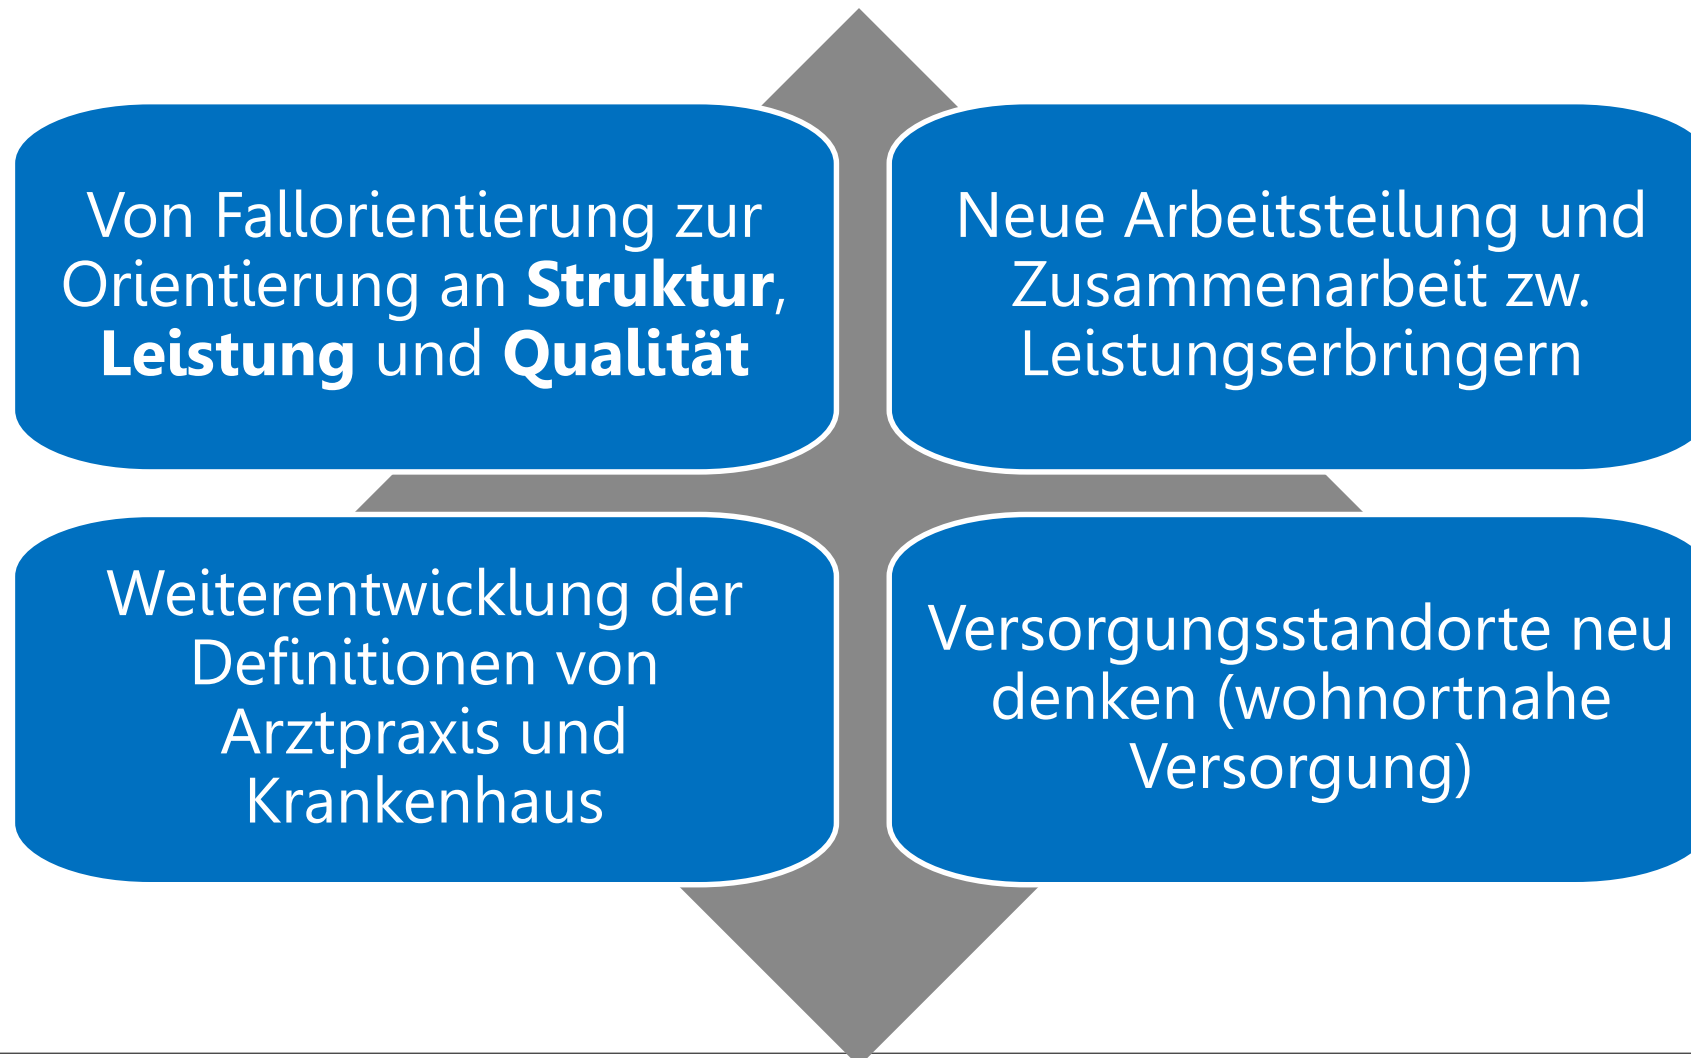 Von Fallorientierung zur
Orientierung an Struktur,
Leistung und Qualität
Neue Arbeitsteilung und
Zusammenarbeit zw.
Leistungserbringern
Weiterentwicklung der
Definitionen von
Arztpraxis und
Krankenhaus
Versorgungsstandorte neu
denken (wohnortnahe
Versorgung)